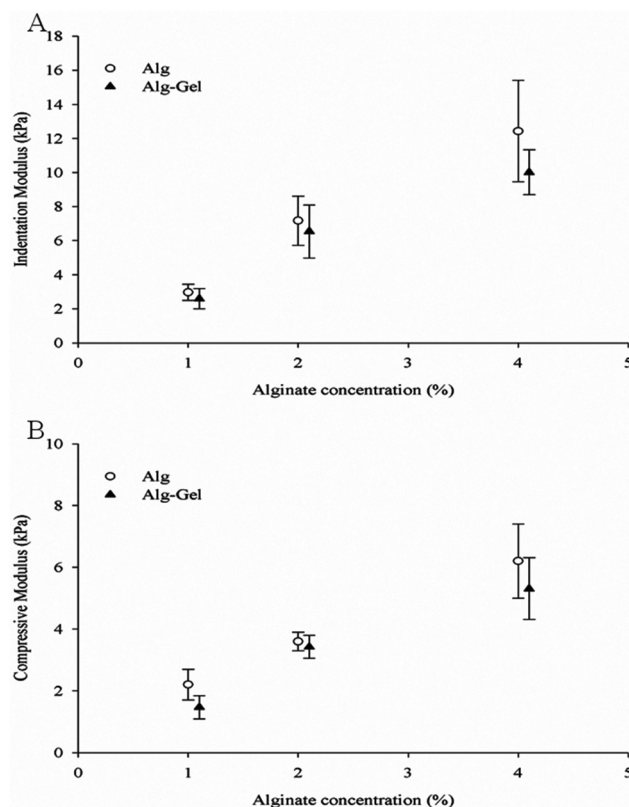 A
18
16
14
12
10
8
6
4
2
0
Indentation Modulus (kPa)
Alg
Alg-Gel
0 1 2 3 4 5
Alginate concentration (%)
B
10
8
6
4
2
0
Compressive Modulus (kPa)
Alg
Alg-Gel
0 1 2 3 4 5
Alginate concentration (%)